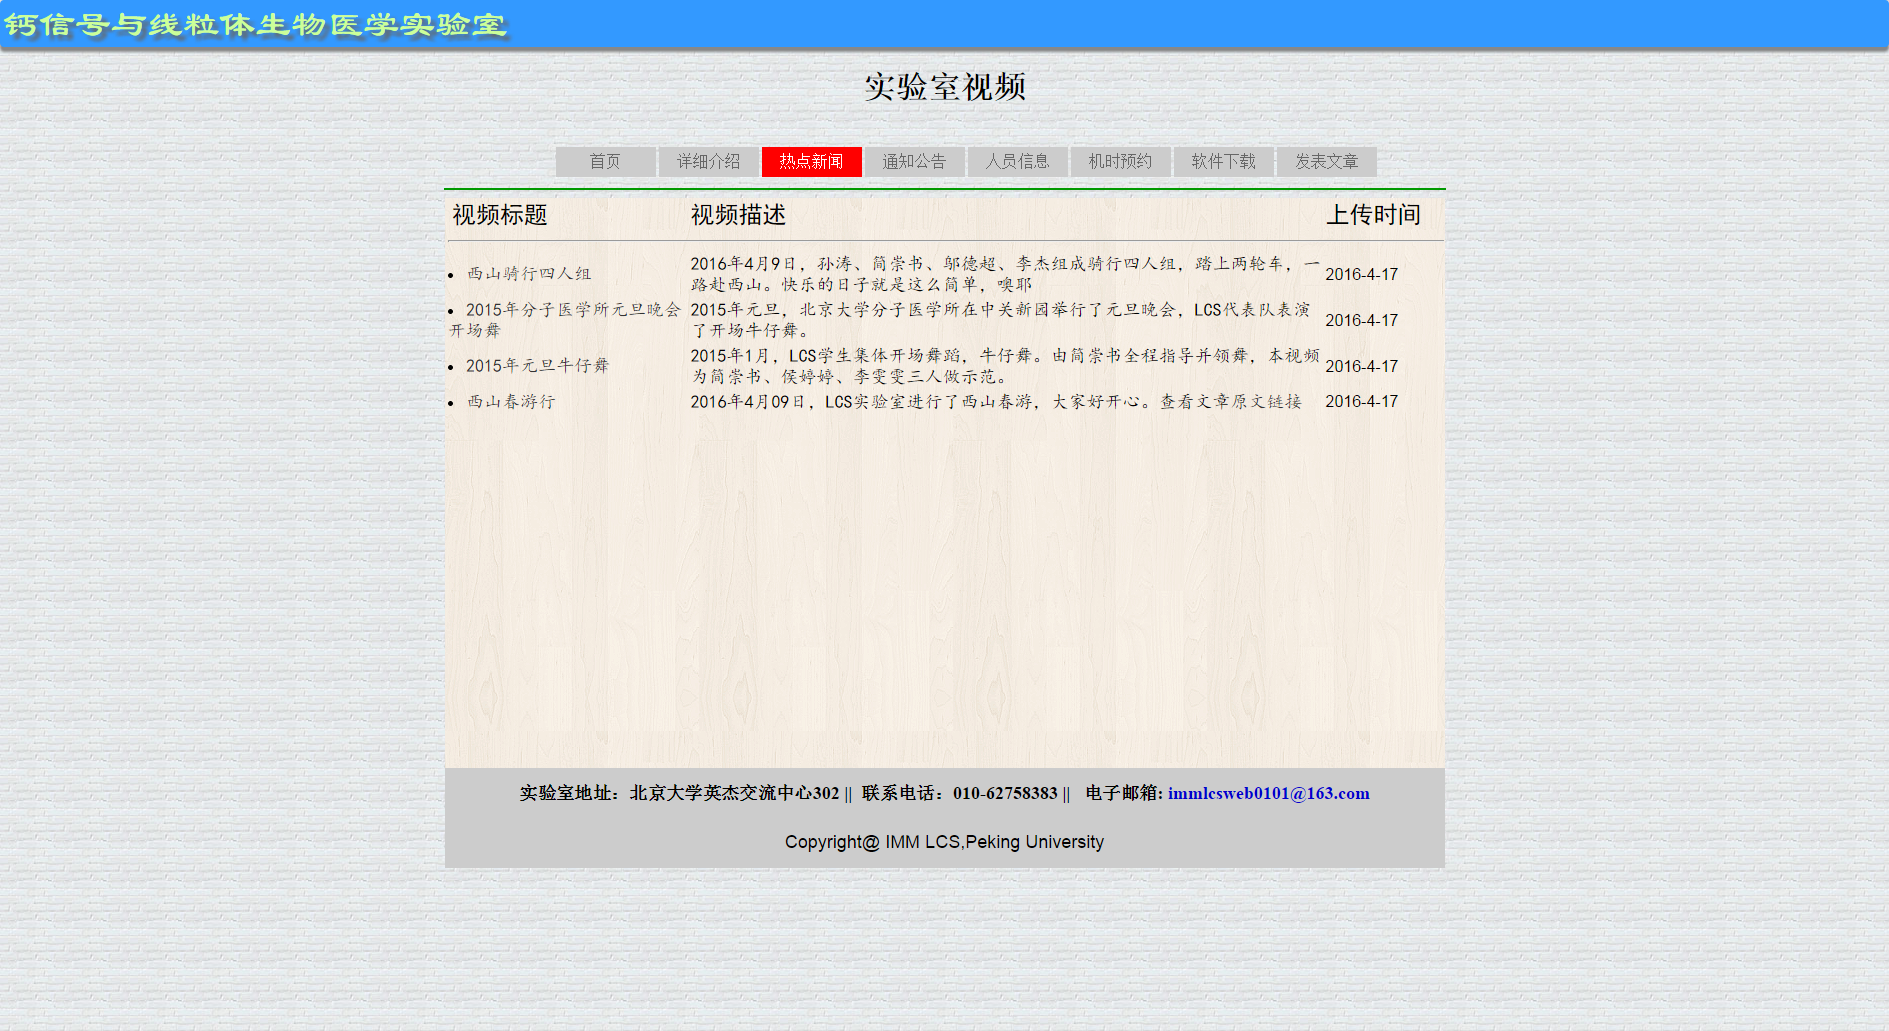 钙信号与线粒体生物医学实验室
实验室视频
首页 详细介绍 热点新闻 通知公告 人员信息 机时预约 软件下载 发表文章
视频标题 视频描述 上传时间
西山骑行四人组
2016年4月9日，孙涛、简崇书、邬德超、李杰组成骑行四人组，踏上两轮车，一
路赴西山。快乐的日子就是这么简单，噢耶
2016-4-17
2015年分子医学所元旦晚会
开场舞
2015年元旦，北京大学分子医学所在中关新园举行了元旦晚会，LCS代表队表演
了开场牛仔舞。
2016-4-17
2015年元旦牛仔舞
2015年1月，LCS学生集体开场舞蹈，牛仔舞。由简崇书全程指导并领舞，本视频
为简崇书、侯婷婷、李雯雯三人做示范。
2016-4-17
西山春游行
2016年4月09日，LCS实验室进行了西山春游，大家好开心。查看文章原文链接
2016-4-17
实验室地址：北京大学英杰交流中心302 || 联系电话：010-62758383 || 电子邮箱: immlcsweb0101@163.com
Copyright@ IMM LCS,Peking University